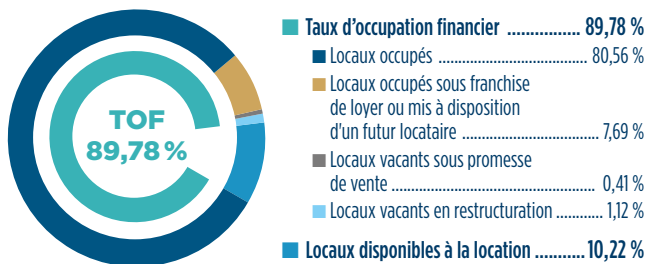 TOF
89,78 %
Taux d’occupation financier ................. 89,78 %
Locaux occupés ..................................... 80,56 %
Locaux occupés sous franchise
de loyer ou mis à disposition
d'un futur locataire .................................. 7,69 %
Locaux vacants sous promesse
de vente ................................................... 0,41 %
Locaux vacants en restructuration ............ 1,12 %
Locaux disponibles à la location ........... 10,22 %